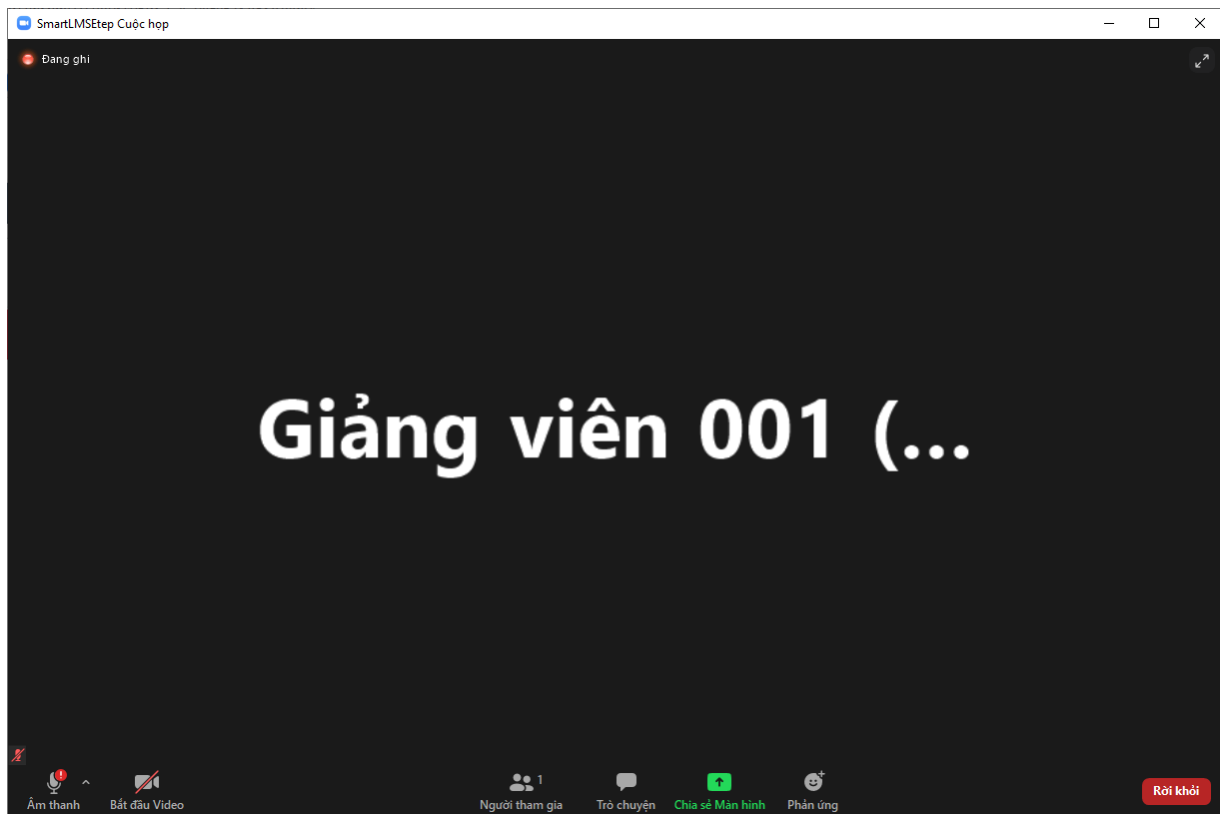 SmartLMSEtep Cuộc họp
Đang ghi
Giảng viên 001 (...
Âm thanh
Bắt đầu Video
1
Người tham gia
Trò chuyện
Chia sẻ Màn hình
Phản ứng
Rời khỏi